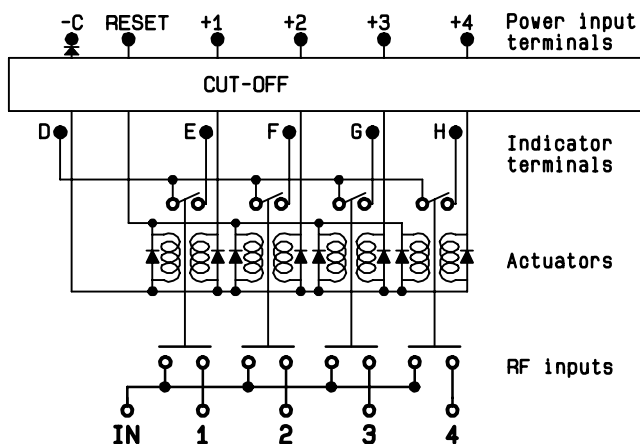 -C RESET +1 +2 +3 +4 Power input
terminals
CUT-OFF
D E F G H Indicator
terminals
Actuators
RF inputs
IN 1 2 3 4